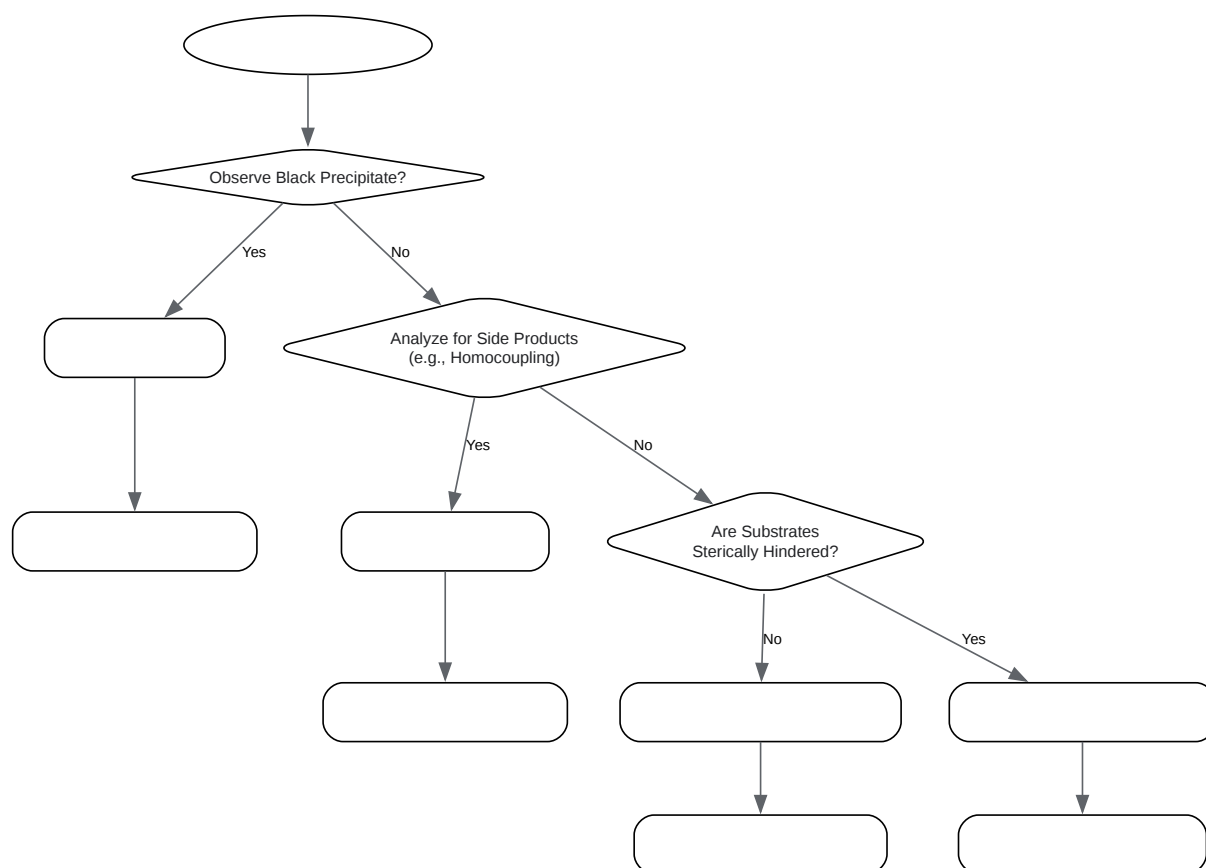 Observe Black Precipitate?
Yes
No
Analyze for Side Products
(e.g., Homocoupling)
Yes
No
Are Substrates
Sterically Hindered?
No
Yes